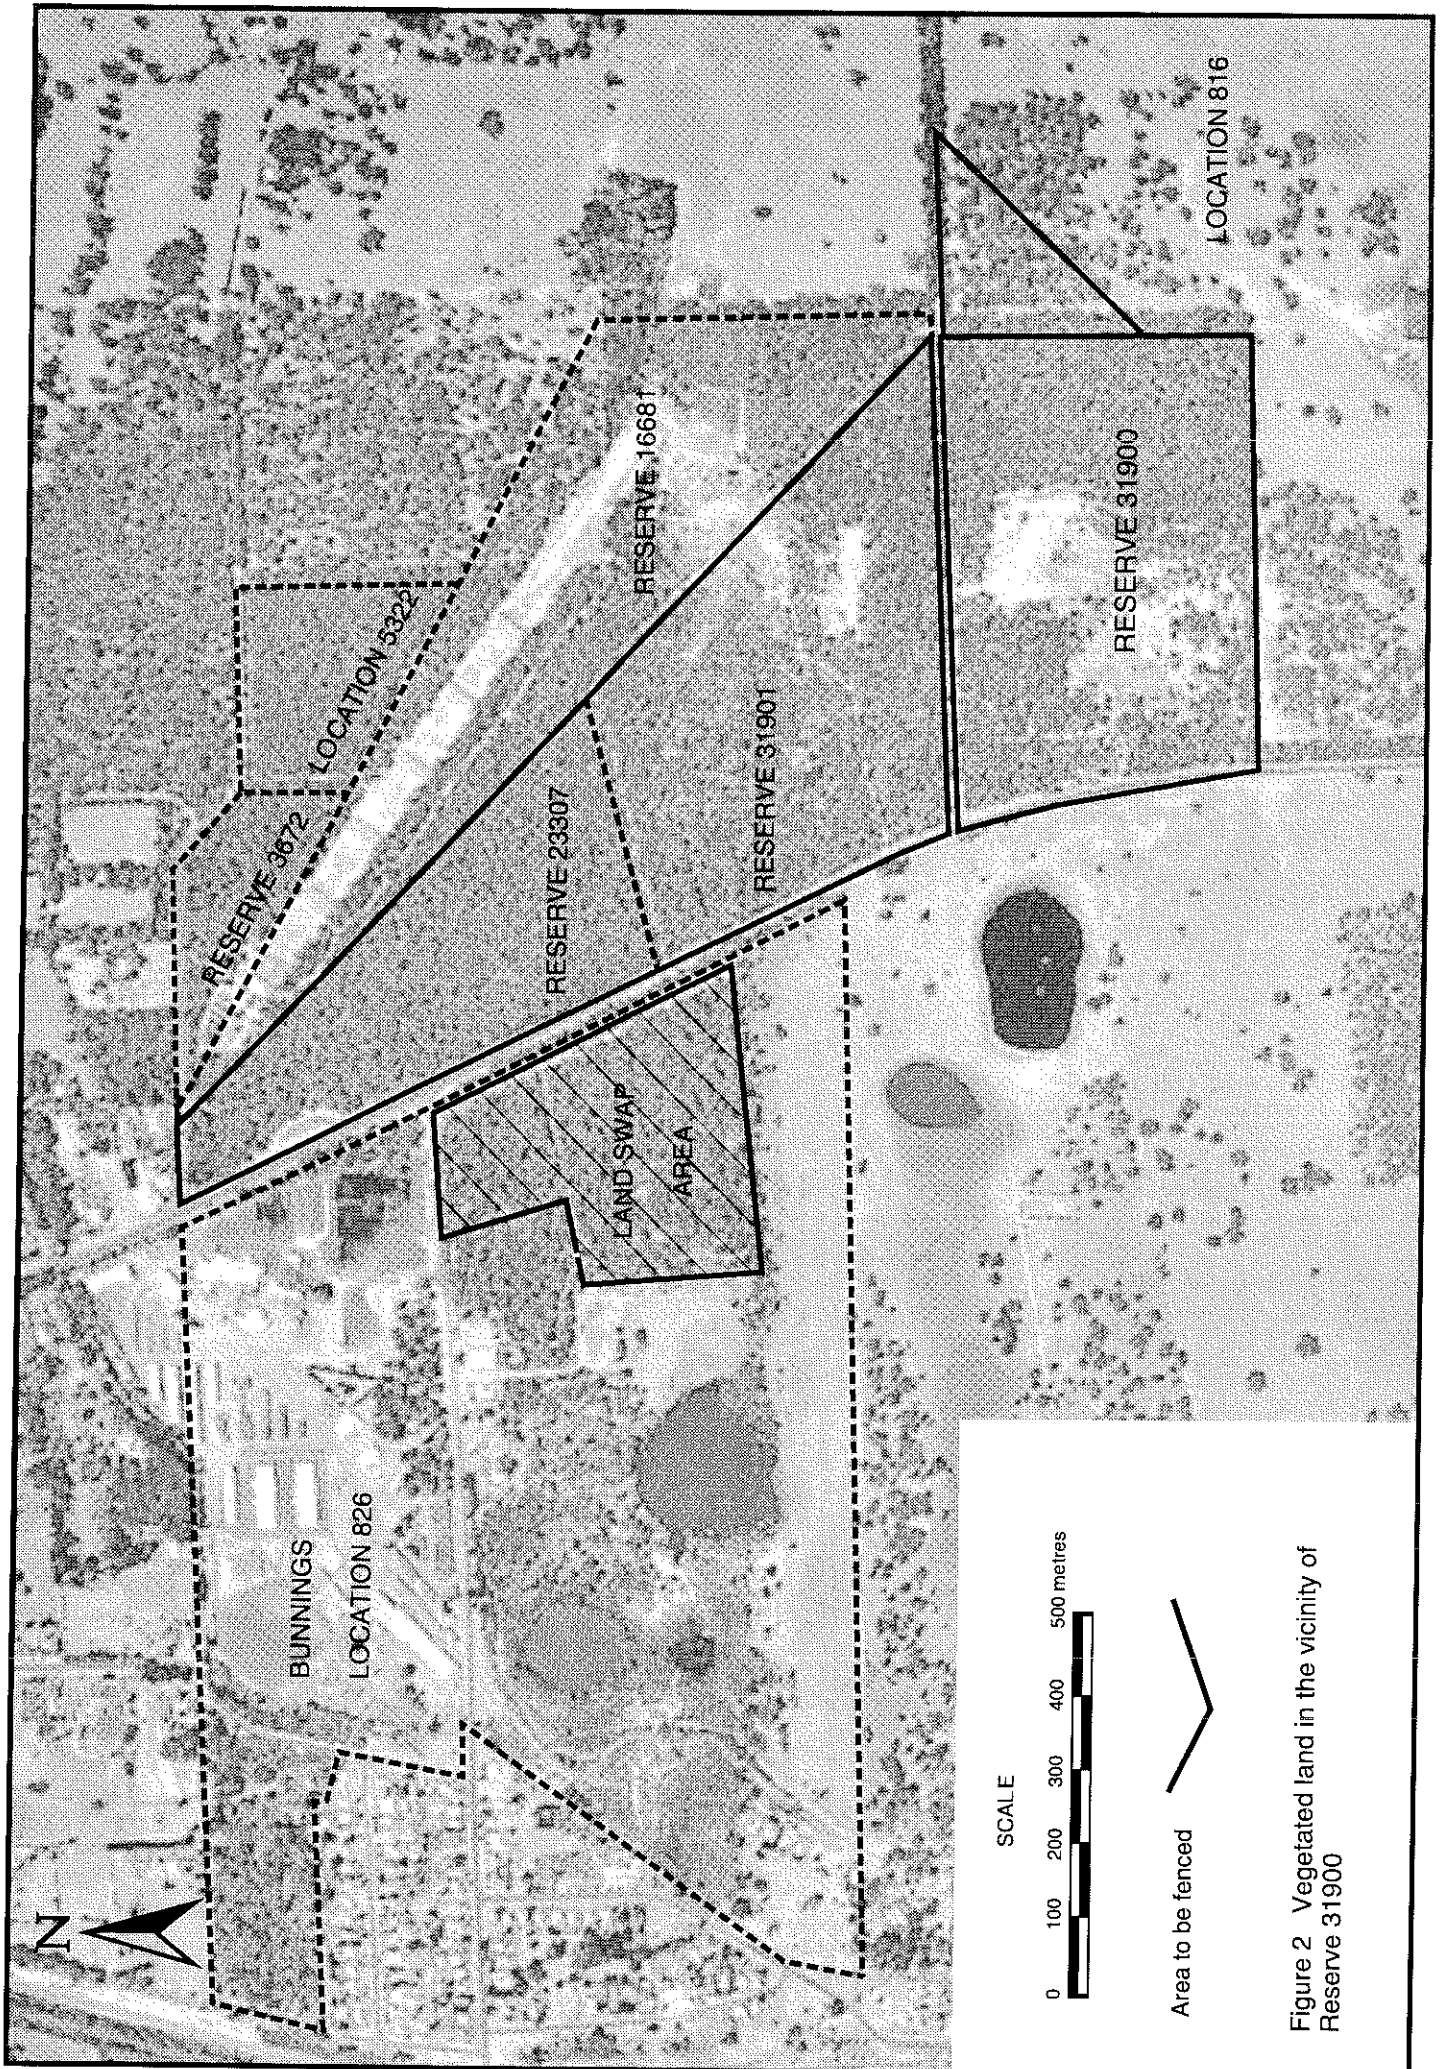 N
RESERVE 3672
LOCATION 5322
RESERVE 16681
RESERVE 23307
RESERVE 31901
RESERVE 31900
LOCATION 816
LAND SWAP
AREA
BUNNINGS
LOCATION 826
SCALE
0 100 200 300 400 500 metres
Area to be fenced
Figure 2 Vegetated land in the vicinity of
Reserve 31900